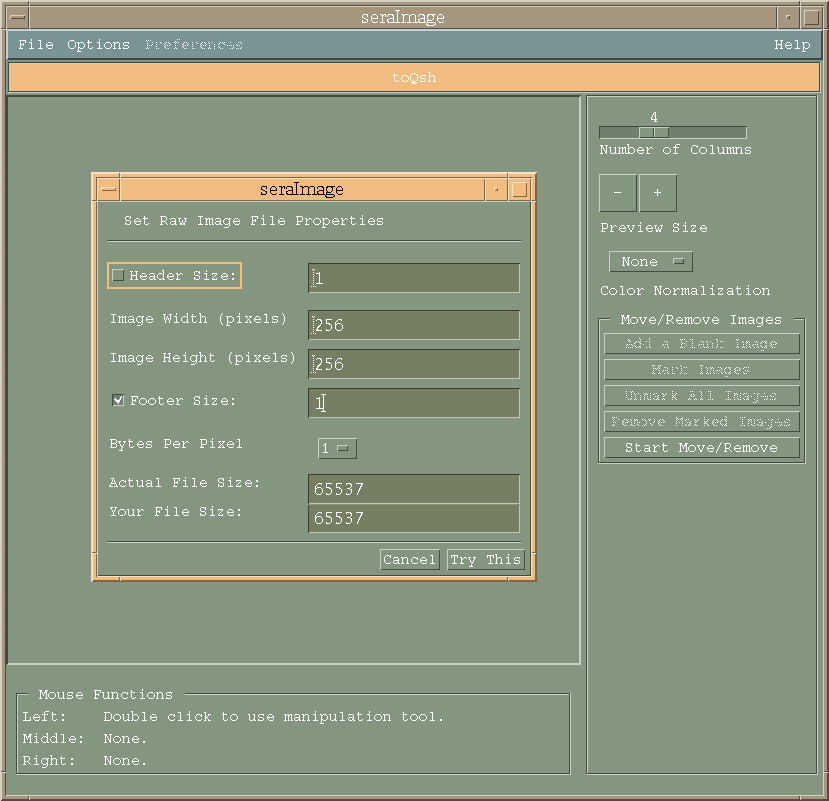 seraImage
File Options Preferences Help
toQsh
4
Number of Columns
- +
Preview Size
None
Color Normalization
Move/Remove Images
Add a Blank Image
Mark Images
Unmark All Images
Remove Marked Images
Start Move/Remove
seraImage
Set Raw Image File Properties
Header Size: 1
Image Width (pixels) 256
Image Height (pixels) 256
Footer Size: 1
Bytes Per Pixel 1
Actual File Size: 65537
Your File Size: 65537
Cancel Try This
Mouse Functions
Left: Double click to use manipulation tool.
Middle: None.
Right: None.